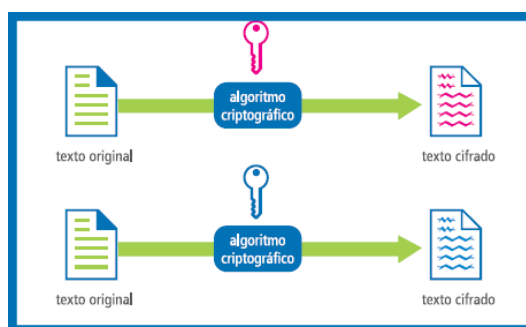 algoritmo
criptográfico
texto original
texto cifrado
algoritmo
criptográfico
texto original
texto cifrado